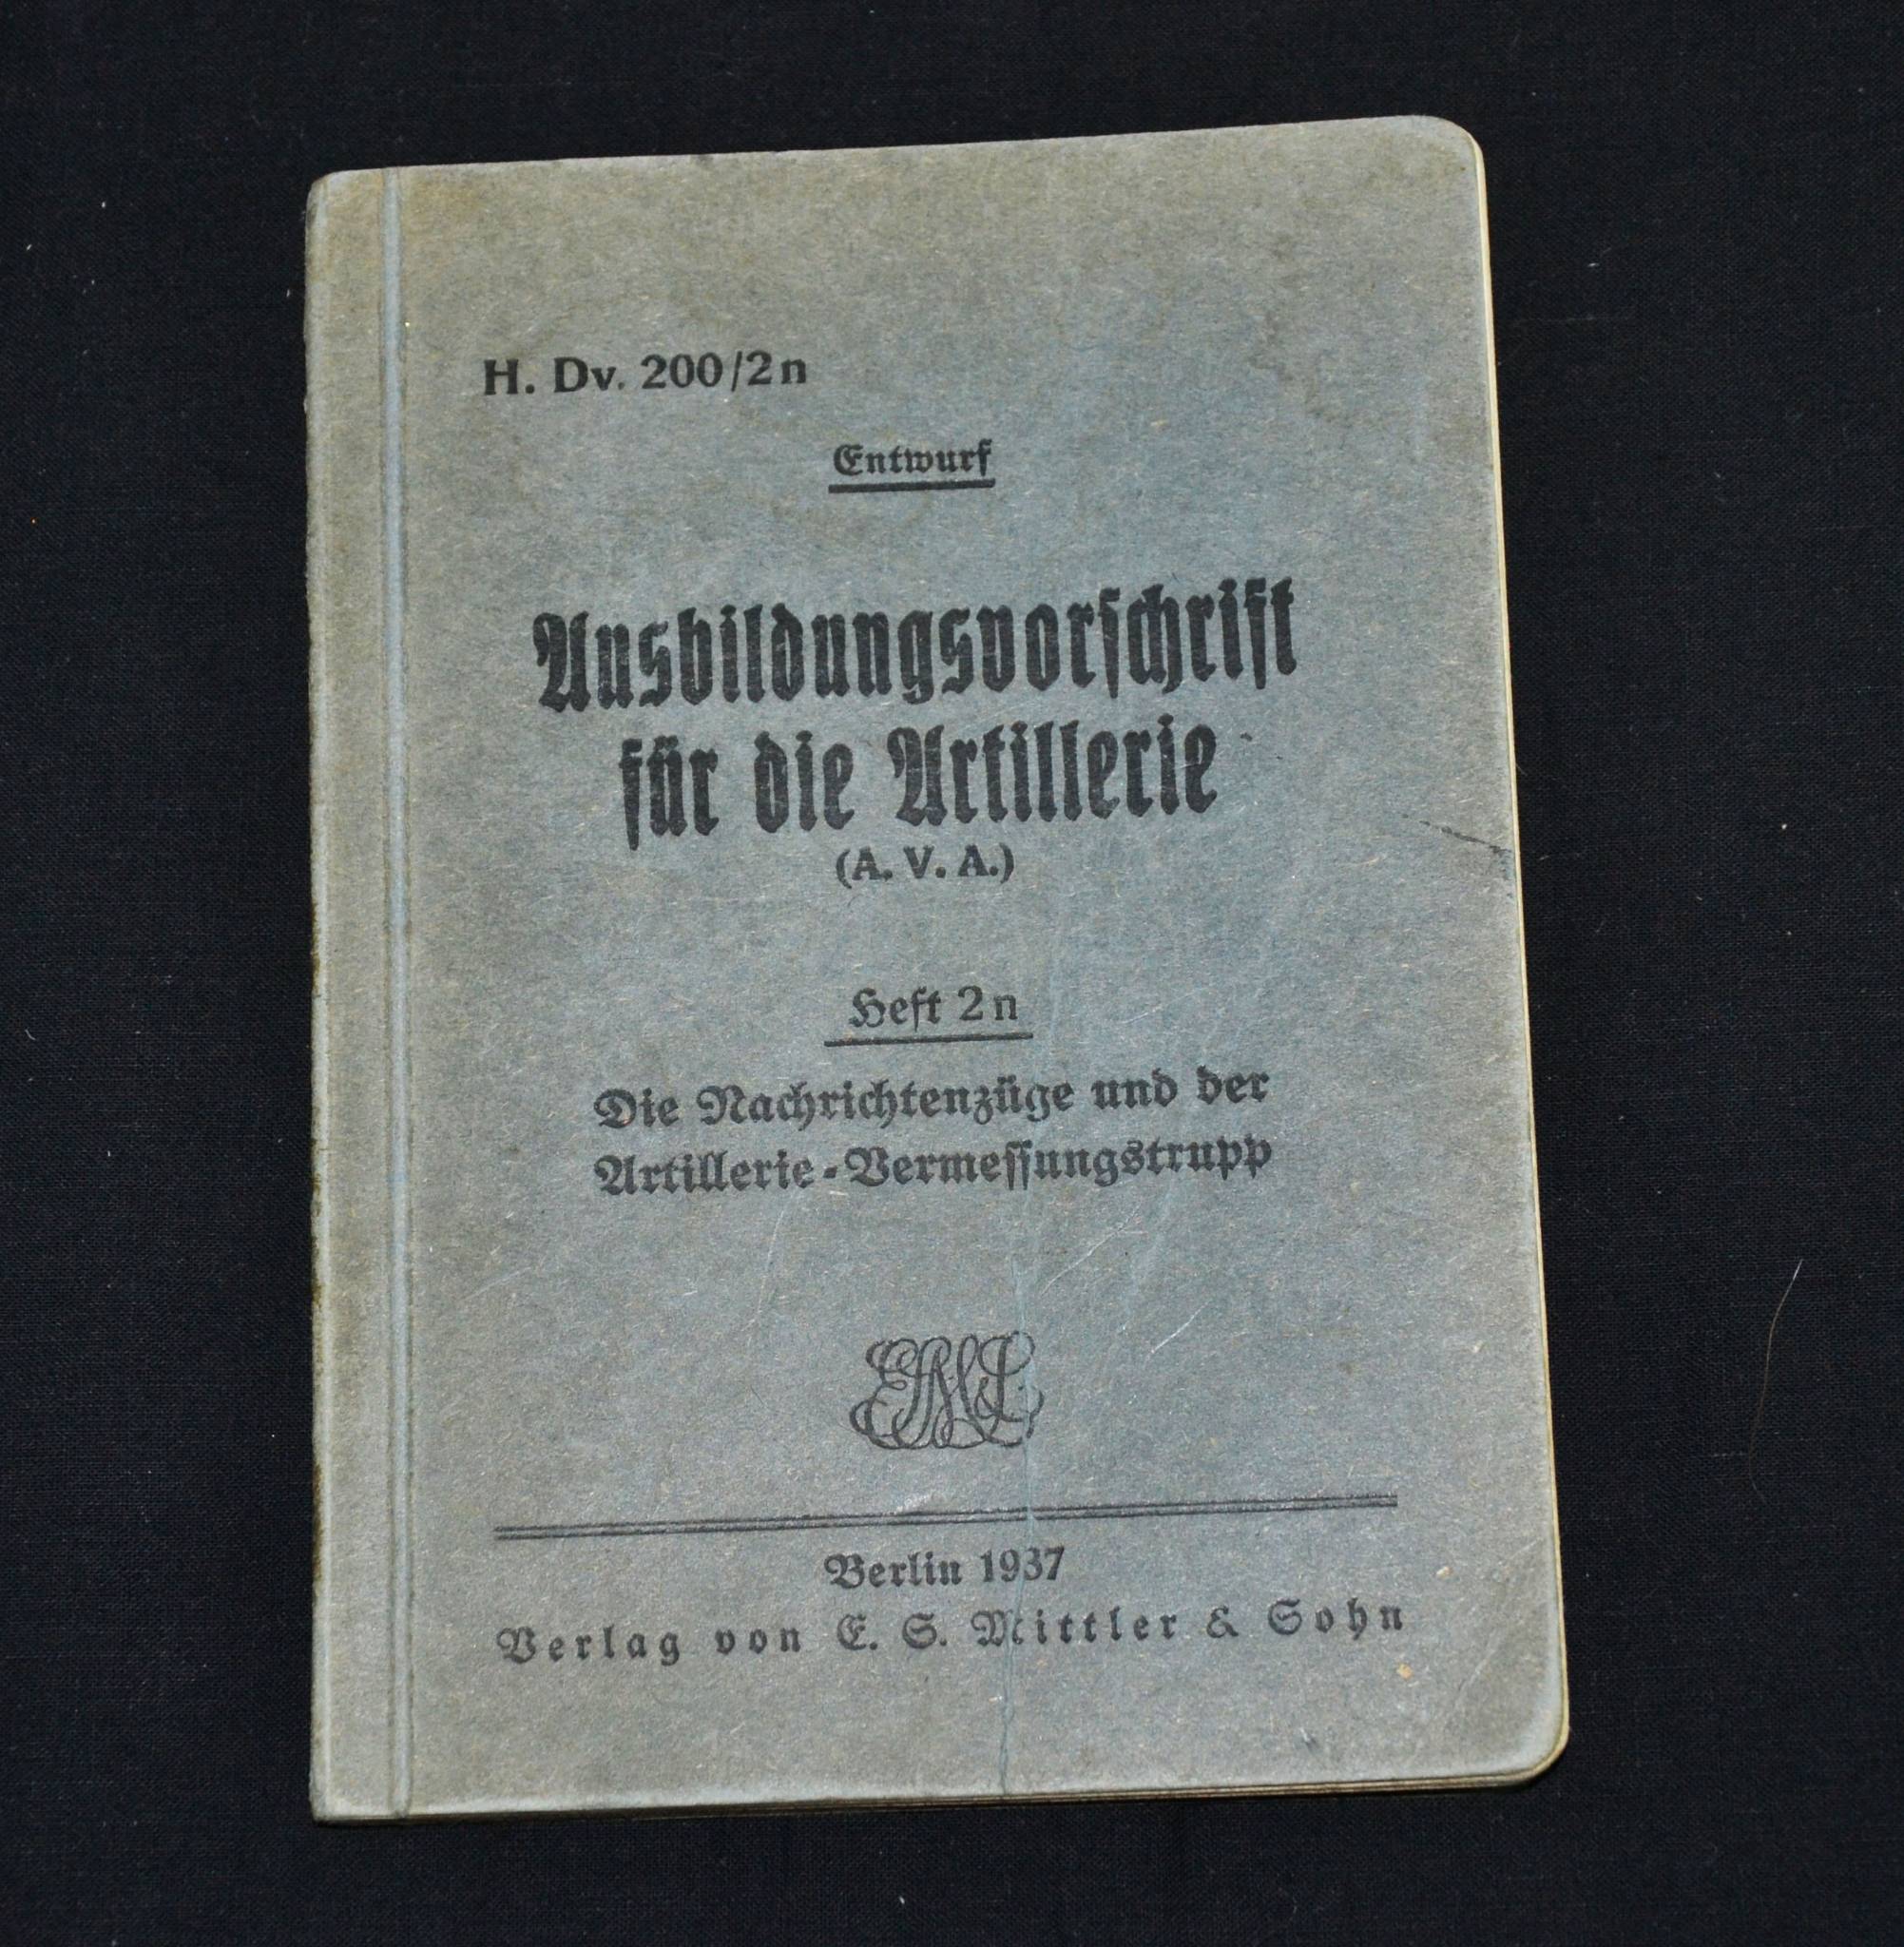 H. Dv. 200/2n
Entwurf
Ausbildungsvorschrift
für die Artillerie
(A. V. A.)
Heft 2n
Die Nachrichtenzüge und der
Artillerie-Vermessungstrupp
Berlin 1937
Verlag von E. S. Mittler & Sohn